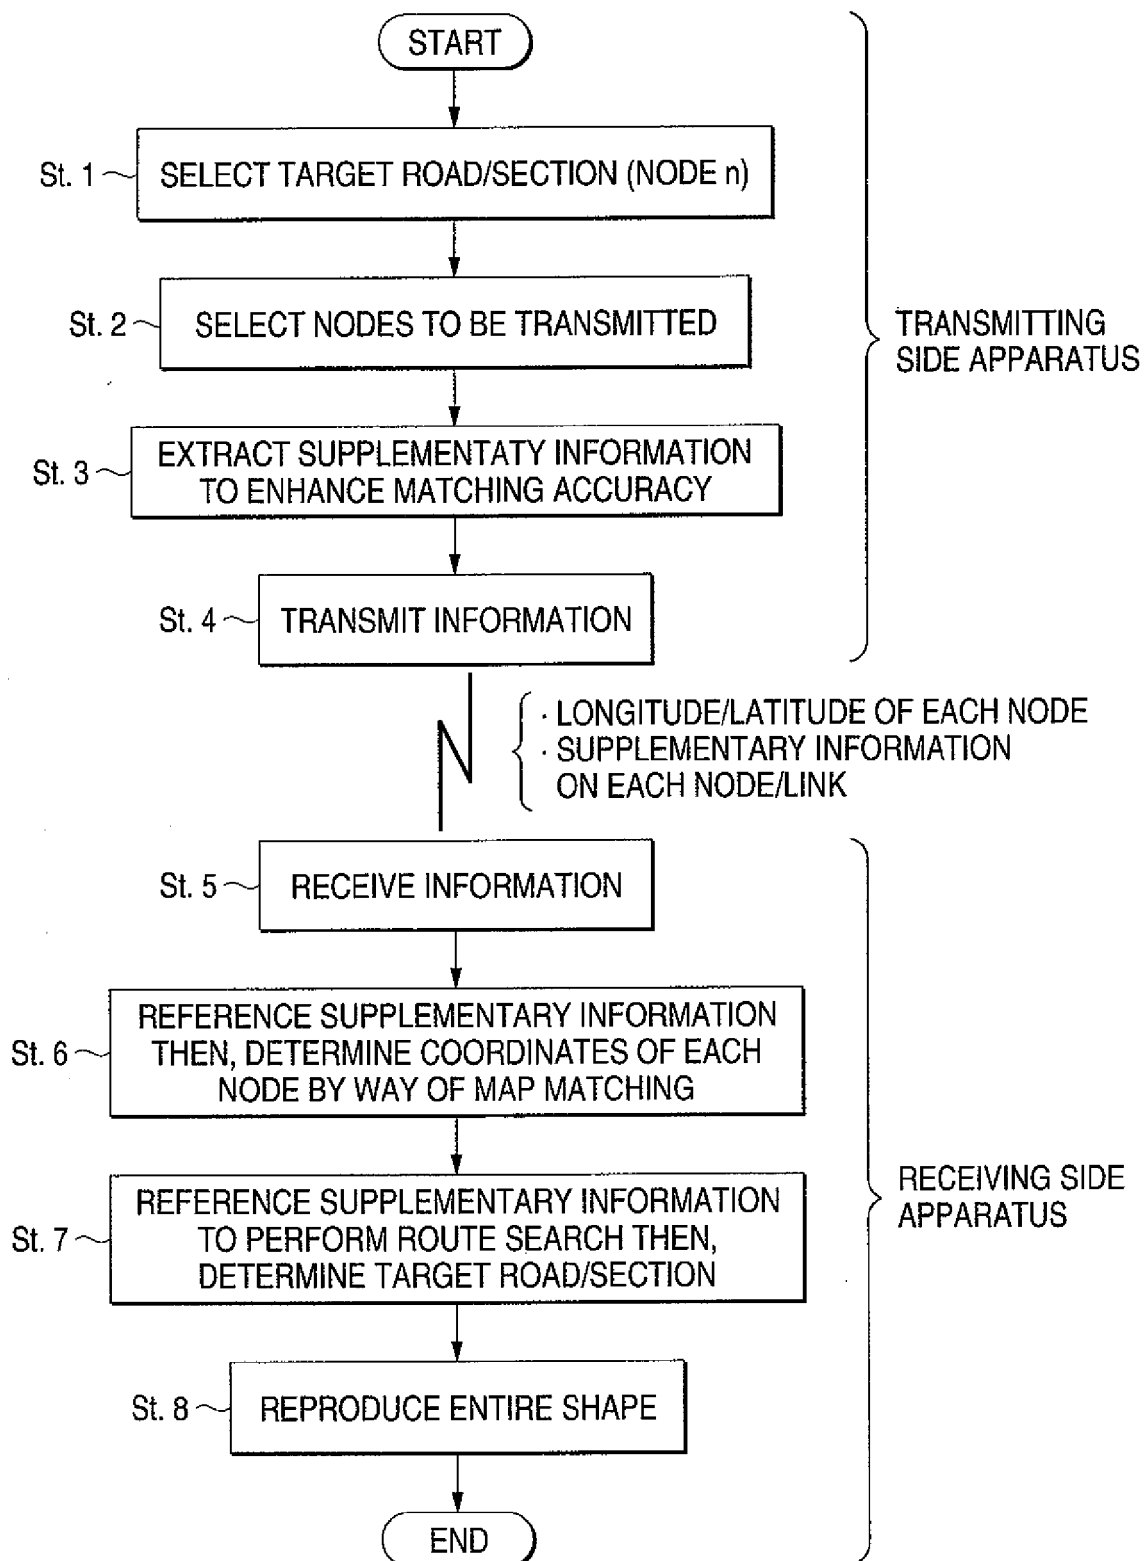 START
St. 1
SELECT TARGET ROAD/SECTION (NODE n)
St. 2
SELECT NODES TO BE TRANSMITTED
TRANSMITTING
SIDE APPARATUS
St. 3
EXTRACT SUPPLEMENTATY INFORMATION
TO ENHANCE MATCHING ACCURACY
St. 4
TRANSMIT INFORMATION
· LONGITUDE/LATITUDE OF EACH NODE
· SUPPLEMENTARY INFORMATION
ON EACH NODE/LINK
St. 5
RECEIVE INFORMATION
St. 6
REFERENCE SUPPLEMENTARY INFORMATION
THEN, DETERMINE COORDINATES OF EACH
NODE BY WAY OF MAP MATCHING
St. 7
REFERENCE SUPPLEMENTARY INFORMATION
TO PERFORM ROUTE SEARCH THEN,
DETERMINE TARGET ROAD/SECTION
RECEIVING SIDE
APPARATUS
St. 8
REPRODUCE ENTIRE SHAPE
END